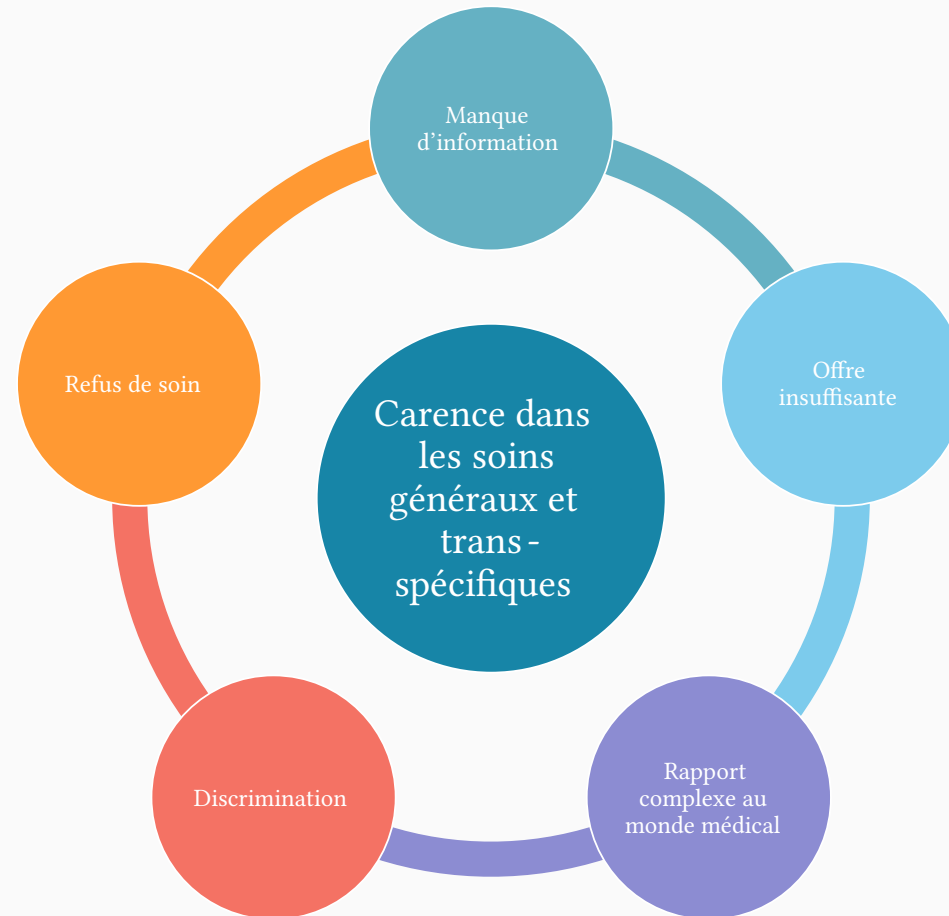 Manque
d’information
Refus de soin
Offre
insuffisante
Carence dans
les soins
généraux et
trans-
spécifiques
Discrimination
Rapport
complexe au
monde médical